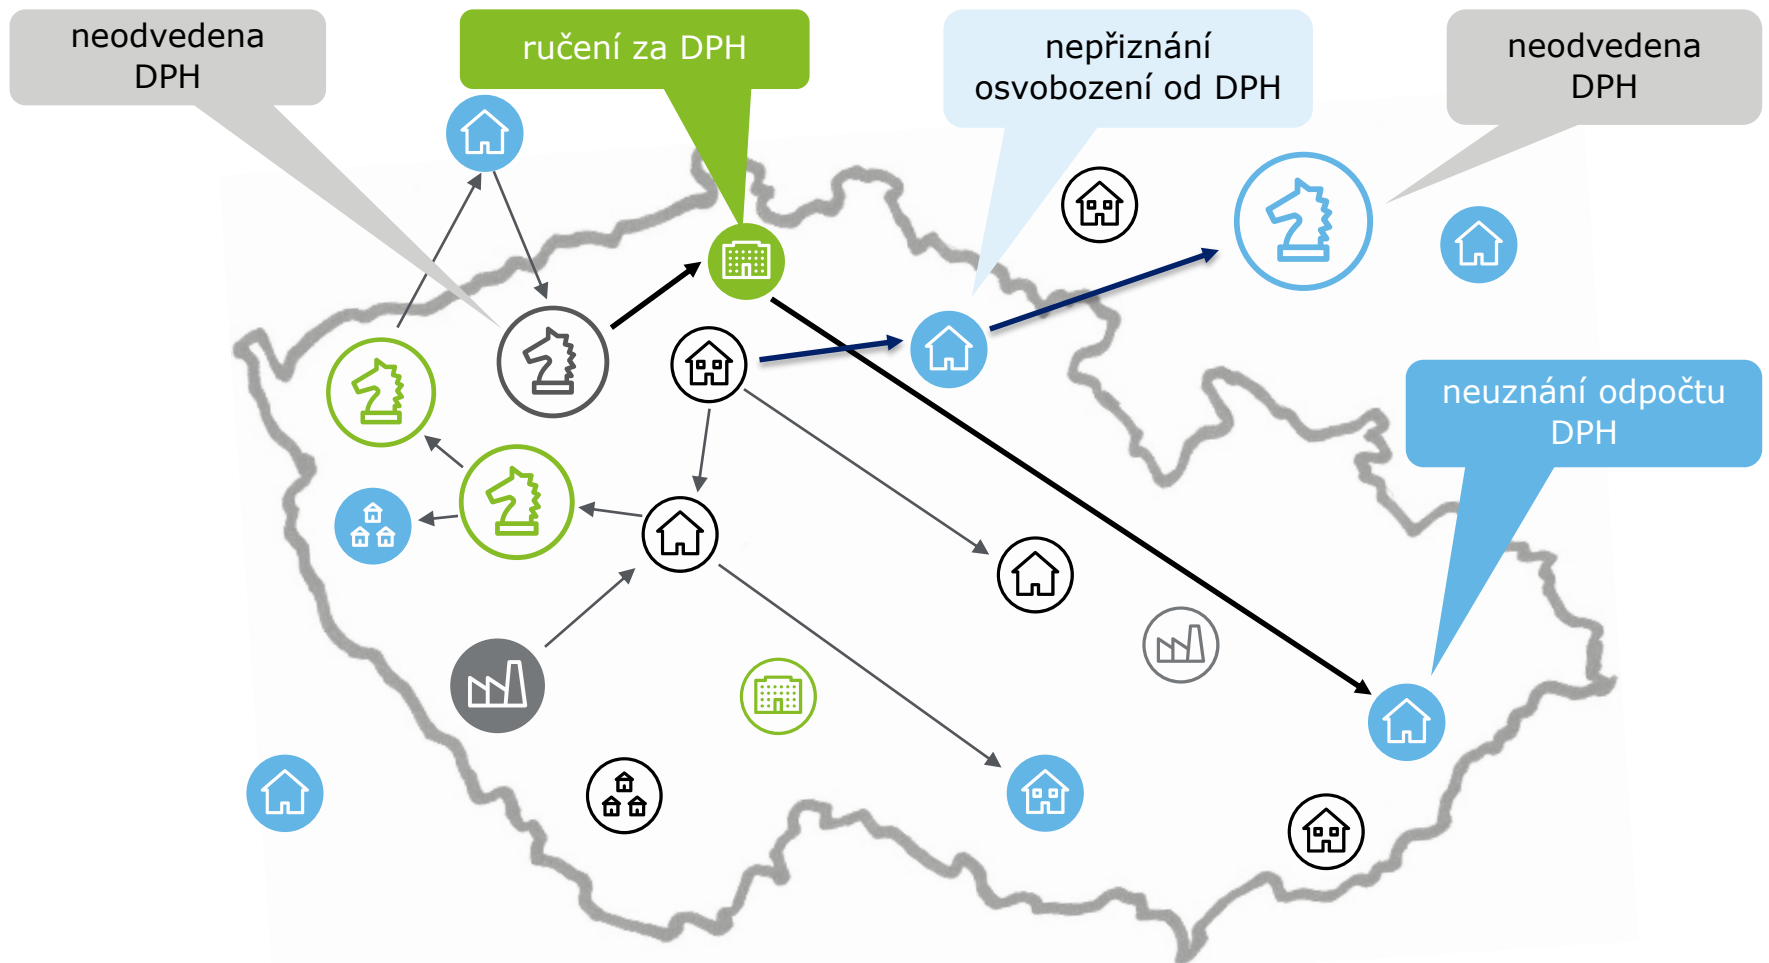 neodvedena
DPH
ručení za DPH
nepřiznání
osvobození od DPH
neodvedena
DPH
neuznání odpočtu
DPH